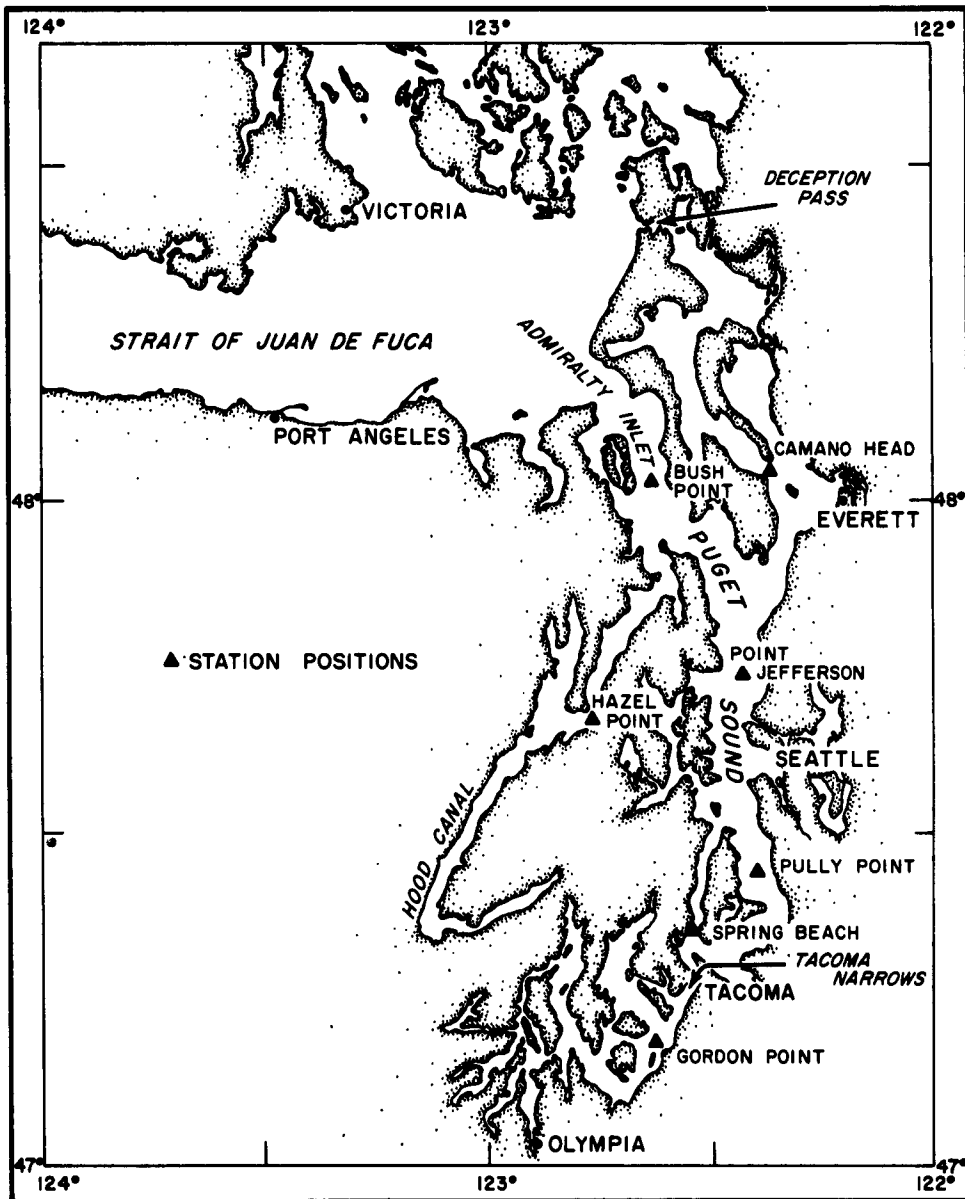 124°
123°
122°
DECEPTION
PASS
VICTORIA
STRAIT OF JUAN DE FUCA
ADMIRALTY INLET
PORT ANGELES
CAMANO HEAD
BUSH
POINT
48°
48°
EVERETT
PUGET SOUND
STATION POSITIONS
POINT
JEFFERSON
HAZEL
POINT
SEATTLE
HOOD CANAL
PULLY POINT
SPRING BEACH
TACOMA
NARROWS
TACOMA
GORDON POINT
OLYMPIA
47°
47°
124°
123°
122°